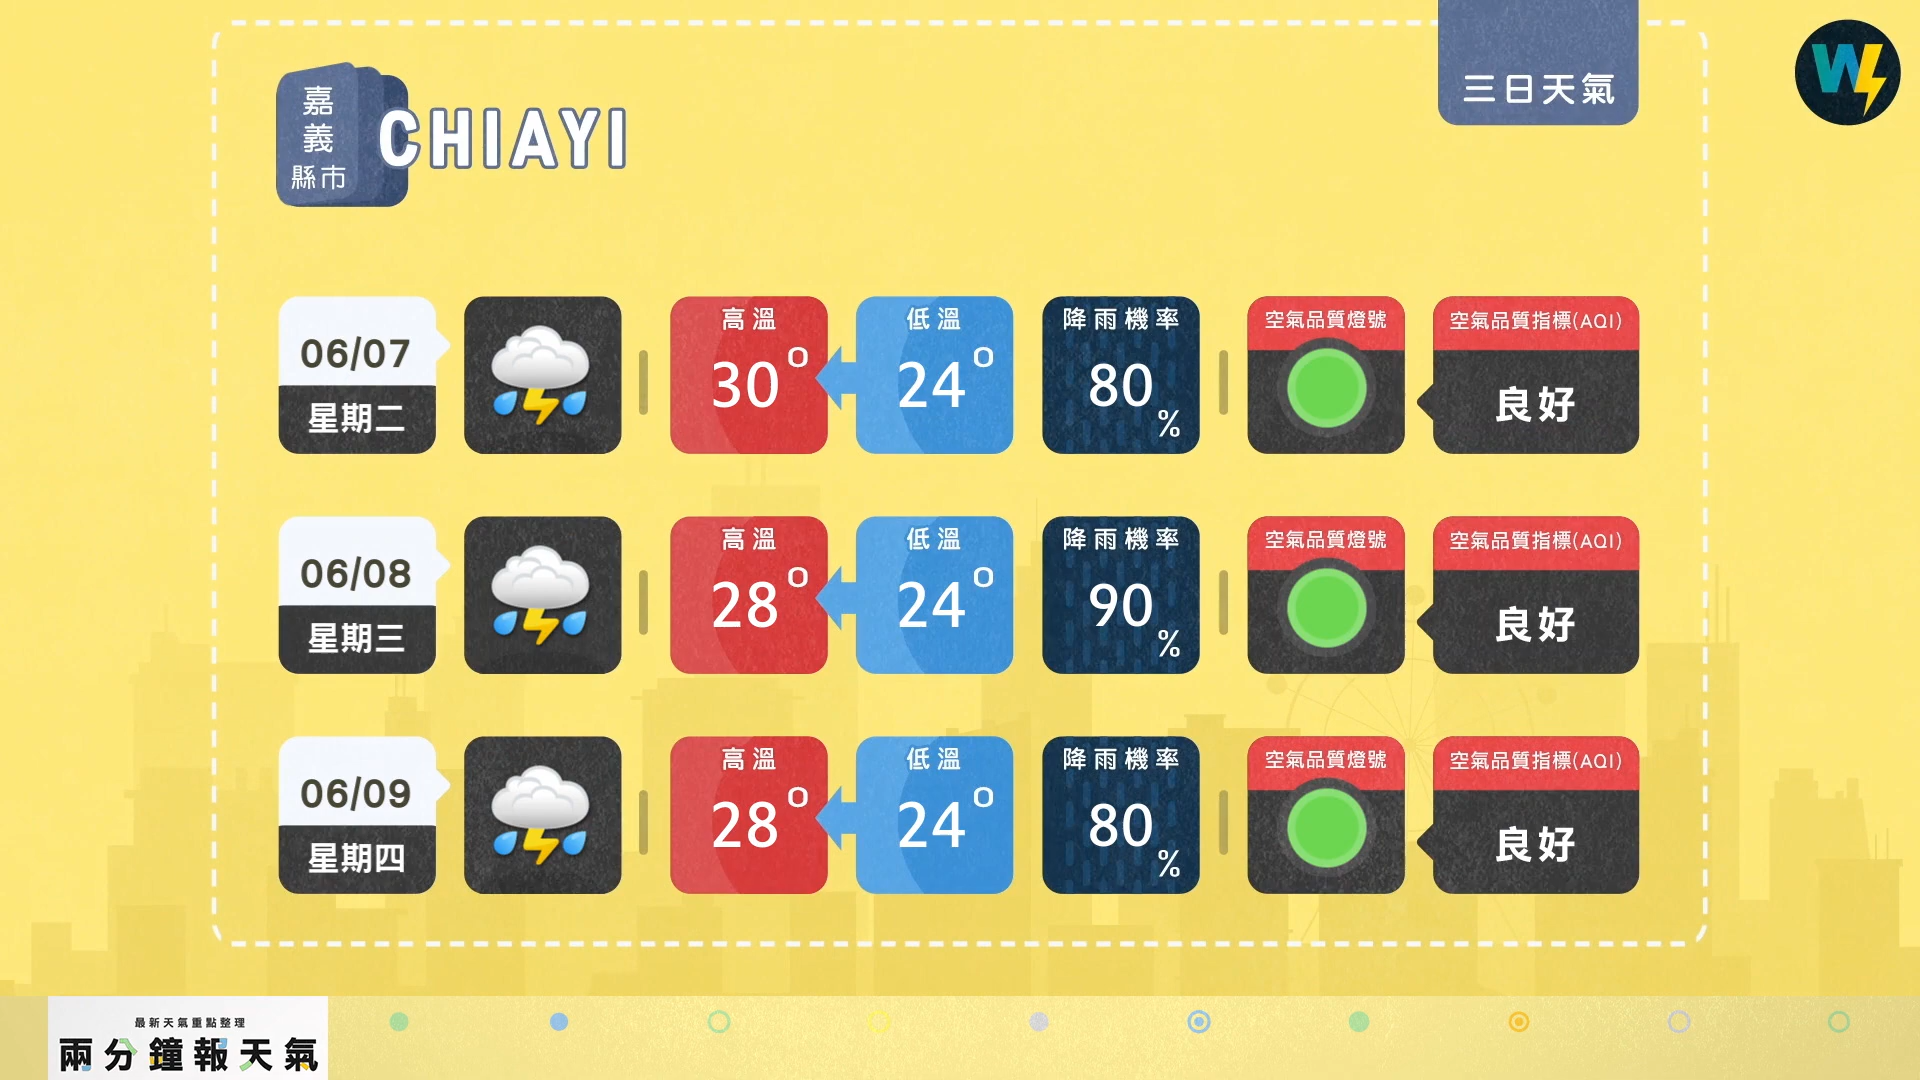 嘉義縣市
CHIAYI
三日天氣
W
06/07
星期二
高溫
30°
低溫
24°
降雨機率
80%
空氣品質燈號
空氣品質指標(AQI)
良好
06/08
星期三
高溫
28°
低溫
24°
降雨機率
90%
空氣品質燈號
空氣品質指標(AQI)
良好
06/09
星期四
高溫
28°
低溫
24°
降雨機率
80%
空氣品質燈號
空氣品質指標(AQI)
良好
最新天氣重點整理
兩分鐘報天氣